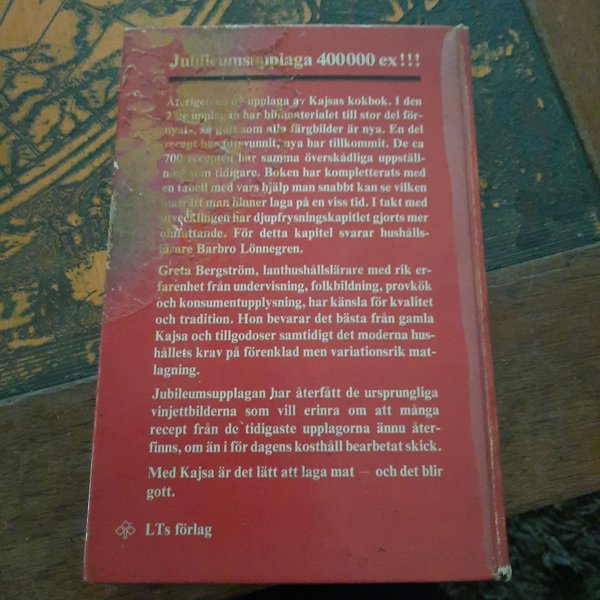 Jubileumsupplaga 400000 ex!!!
Återigen en ny upplaga av Kajsas kokbok. I den
upplagan har bildmaterialet till stor del för-
nyats, så gott som alla färgbilder är nya. En del
recept har försvunnit, nya har tillkommit. De ca
700 recepten har samma överskådliga uppställ-
ning som tidigare. Boken har kompletterats med
en tabell med vars hjälp man snabbt kan se vilken
maträtt man hinner laga på en viss tid. I takt med
utvecklingen har djupfrysningskapitlet gjorts mer
omfattande. För detta kapitel svarar hushålls-
lärare Barbro Lönnegren.
Greta Bergström, lanthushållslärare med rik er-
farenhet från undervisning, folkbildning, provkök
och konsumentupplysning, har känsla för kvalitet
och tradition. Hon bevarar det bästa från gamla
Kajsa och tillgodoser samtidigt det moderna hus-
hållets krav på förenklad men variationsrik mat-
lagning.
Jubileumsupplagan har återfått de ursprungliga
vinjettbilderna som vill erinra om att många
recept från de tidigaste upplagorna ännu åter-
finns, om än i för dagens kosthåll bearbetat skick.
Med Kajsa är det lätt att laga mat – och det blir
gott.
LTs förlag